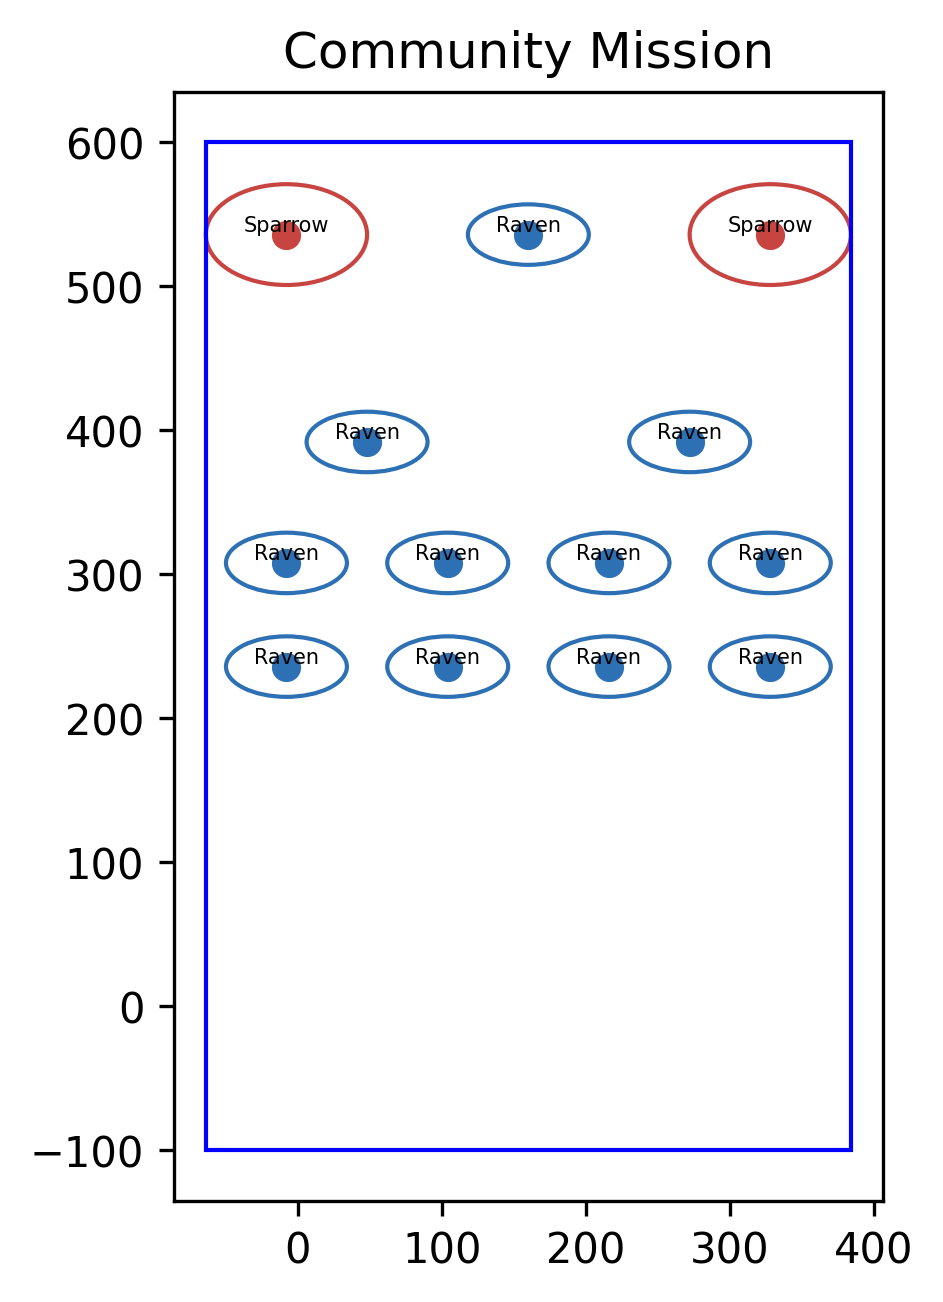 Community Mission
600
Sparrow Raven Sparrow
500
400
Raven Raven
300
Raven Raven Raven Raven
Raven Raven Raven Raven
200
100
0
−100
0 100 200 300 400